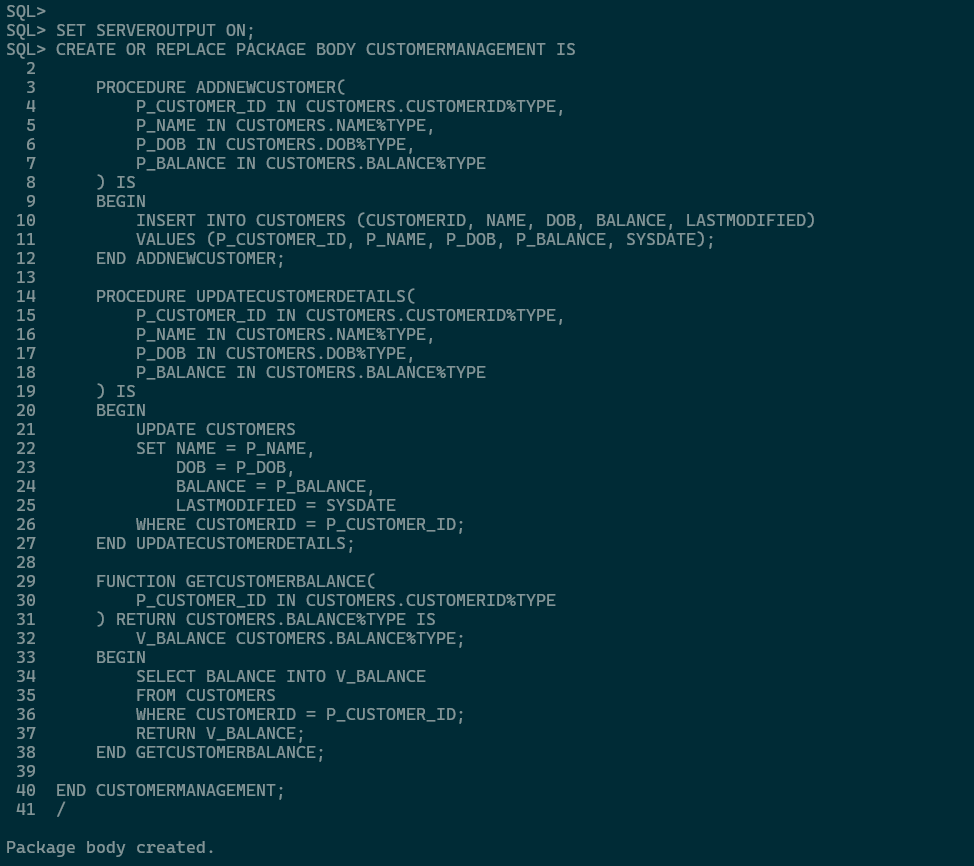 SQL>
SQL> SET SERVEROUTPUT ON;
SQL> CREATE OR REPLACE PACKAGE BODY CUSTOMERMANAGEMENT IS
  2
  3      PROCEDURE ADDNEWCUSTOMER(
  4          P_CUSTOMER_ID IN CUSTOMERS.CUSTOMERID%TYPE,
  5          P_NAME IN CUSTOMERS.NAME%TYPE,
  6          P_DOB IN CUSTOMERS.DOB%TYPE,
  7          P_BALANCE IN CUSTOMERS.BALANCE%TYPE
  8      ) IS
  9      BEGIN
 10          INSERT INTO CUSTOMERS (CUSTOMERID, NAME, DOB, BALANCE, LASTMODIFIED)
 11          VALUES (P_CUSTOMER_ID, P_NAME, P_DOB, P_BALANCE, SYSDATE);
 12      END ADDNEWCUSTOMER;
 13
 14      PROCEDURE UPDATECUSTOMERDETAILS(
 15          P_CUSTOMER_ID IN CUSTOMERS.CUSTOMERID%TYPE,
 16          P_NAME IN CUSTOMERS.NAME%TYPE,
 17          P_DOB IN CUSTOMERS.DOB%TYPE,
 18          P_BALANCE IN CUSTOMERS.BALANCE%TYPE
 19      ) IS
 20      BEGIN
 21          UPDATE CUSTOMERS
 22          SET NAME = P_NAME,
 23              DOB = P_DOB,
 24              BALANCE = P_BALANCE,
 25              LASTMODIFIED = SYSDATE
 26          WHERE CUSTOMERID = P_CUSTOMER_ID;
 27      END UPDATECUSTOMERDETAILS;
 28
 29      FUNCTION GETCUSTOMERBALANCE(
 30          P_CUSTOMER_ID IN CUSTOMERS.CUSTOMERID%TYPE
 31      ) RETURN CUSTOMERS.BALANCE%TYPE IS
 32          V_BALANCE CUSTOMERS.BALANCE%TYPE;
 33      BEGIN
 34          SELECT BALANCE INTO V_BALANCE
 35          FROM CUSTOMERS
 36          WHERE CUSTOMERID = P_CUSTOMER_ID;
 37          RETURN V_BALANCE;
 38      END GETCUSTOMERBALANCE;
 39
 40  END CUSTOMERMANAGEMENT;
 41  /
Package body created.